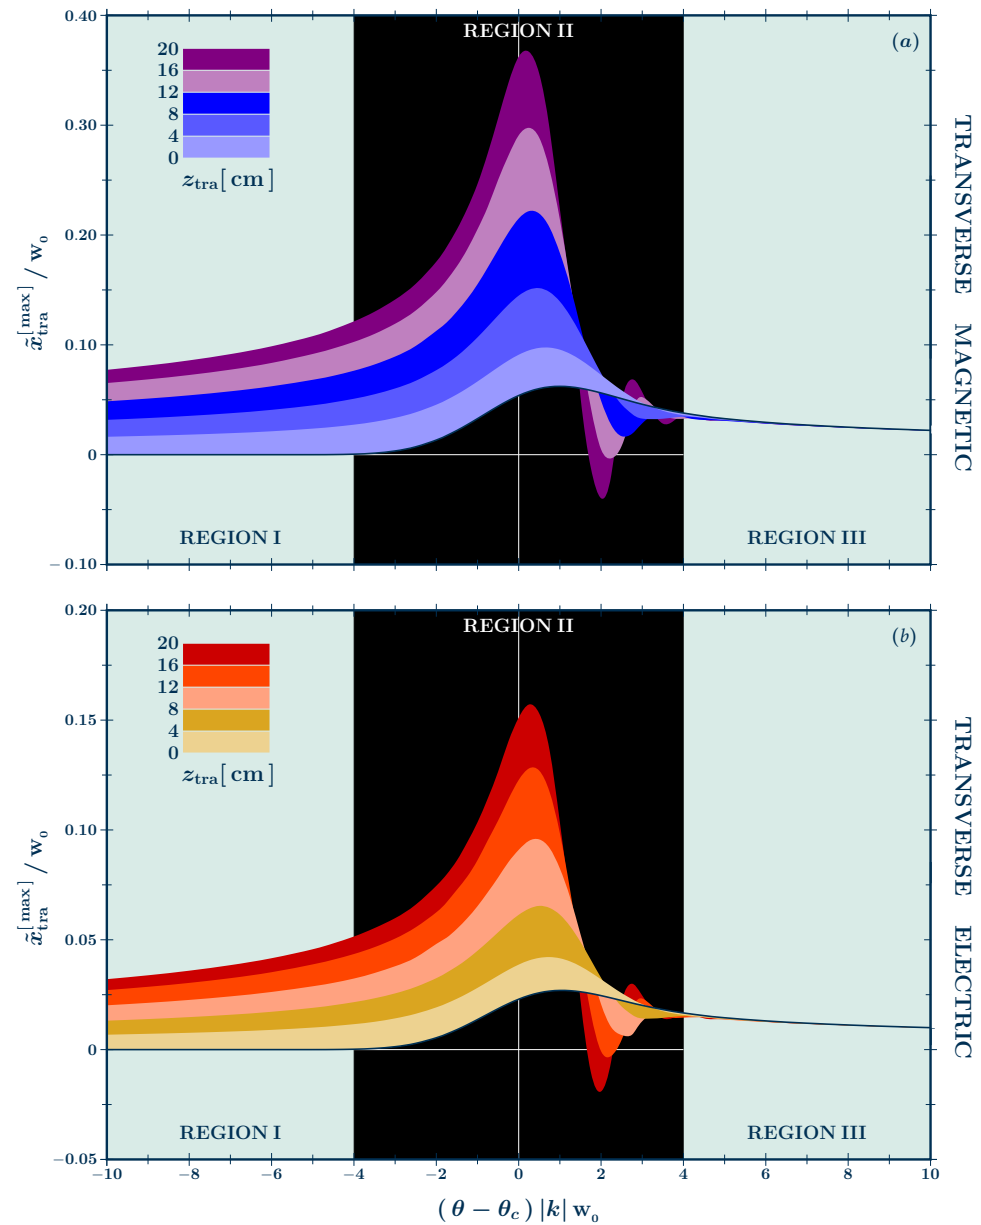 0.40
REGION II
(a)
20
16
12
8
4
0
z_tra[cm]
0.30
0.20
0.10
0
−0.10
x̃_tra^[max] / w₀
REGION I
REGION III
TRANSVERSE MAGNETIC
0.20
REGION II
(b)
20
16
12
8
4
0
z_tra[cm]
0.15
0.10
0.05
0
−0.05
x̃_tra^[max] / w₀
REGION I
REGION III
TRANSVERSE ELECTRIC
−10 −8 −6 −4 −2 0 2 4 6 8 10
(θ − θ_c) |k| w₀